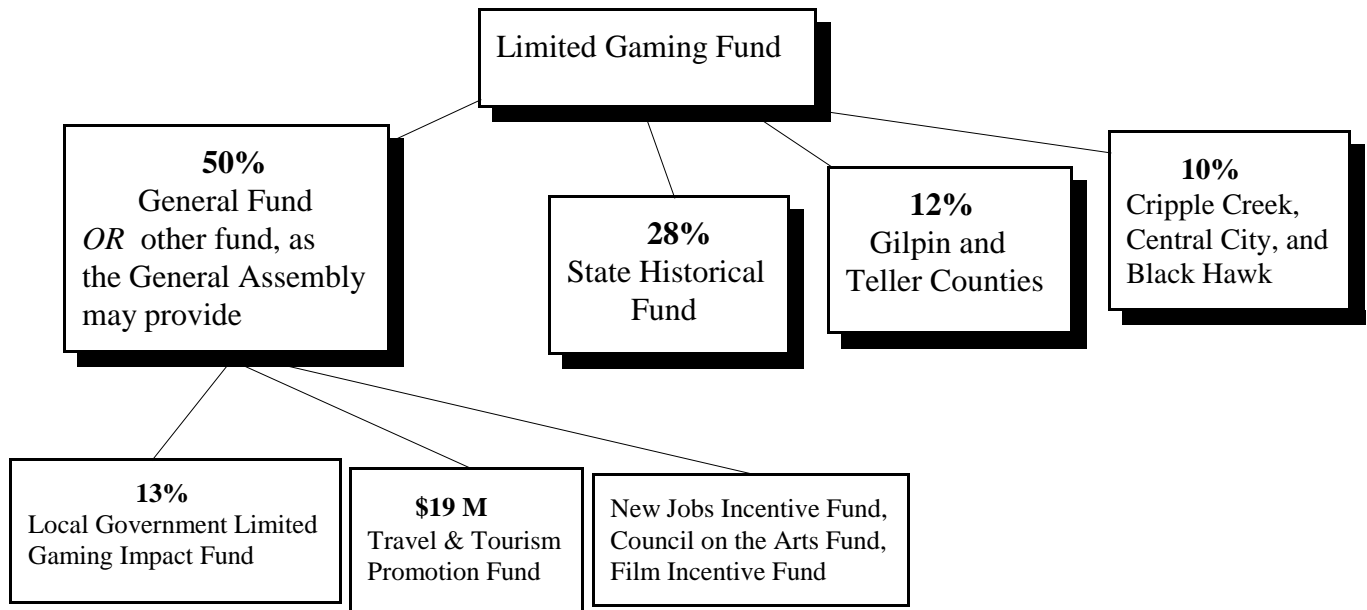 Limited Gaming Fund
50%
General Fund
OR other fund, as
the General Assembly
may provide
28%
State Historical
Fund
12%
Gilpin and
Teller Counties
10%
Cripple Creek,
Central City, and
Black Hawk
13%
Local Government Limited
Gaming Impact Fund
$19 M
Travel & Tourism
Promotion Fund
New Jobs Incentive Fund,
Council on the Arts Fund,
Film Incentive Fund